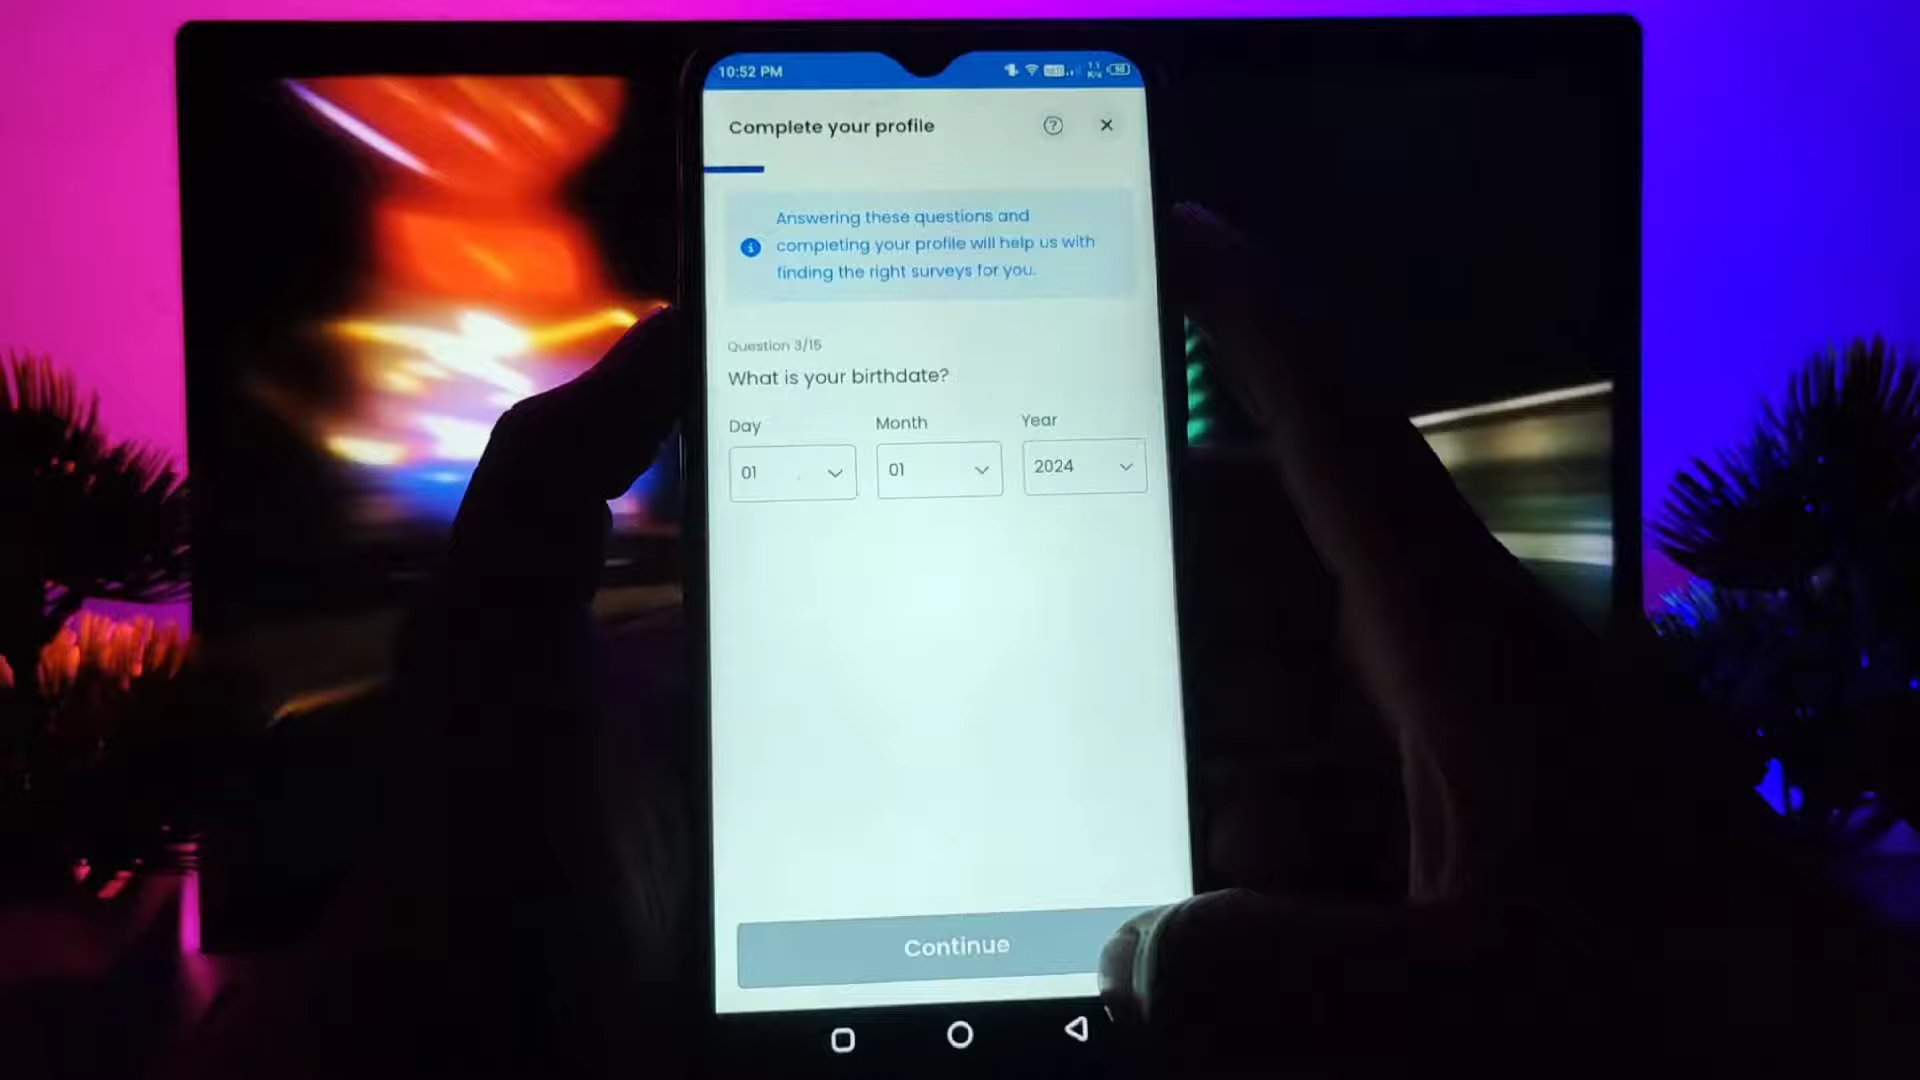 10:52 PM
Complete your profile
Answering these questions and
completing your profile will help us with
finding the right surveys for you.
Question 3/15
What is your birthdate?
Day Month Year
01 01 2024
Continue